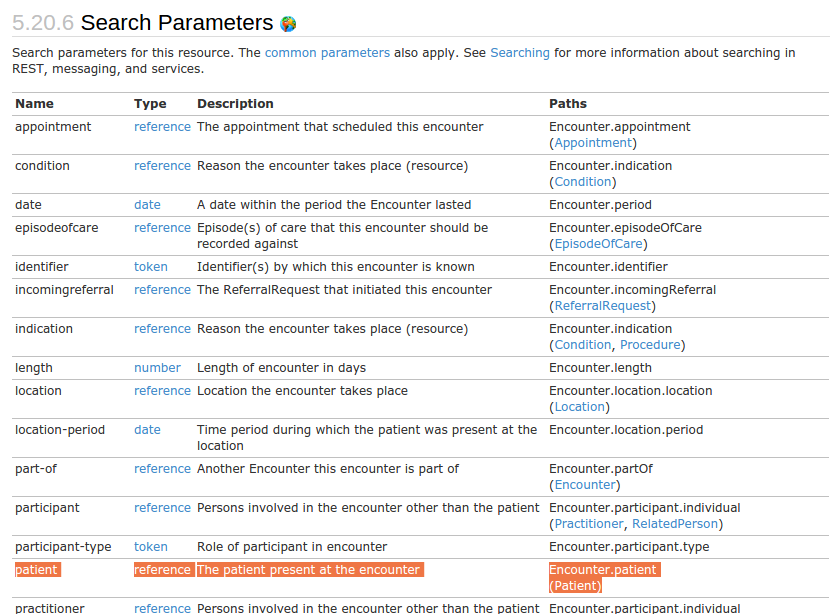 5.20.6 Search Parameters
Search parameters for this resource. The common parameters also apply. See Searching for more information about searching in
REST, messaging, and services.
Name Type Description Paths
appointment reference The appointment that scheduled this encounter Encounter.appointment
(Appointment)
condition reference Reason the encounter takes place (resource) Encounter.indication
(Condition)
date date A date within the period the Encounter lasted Encounter.period
episodeofcare reference Episode(s) of care that this encounter should be Encounter.episodeOfCare
recorded against (EpisodeOfCare)
identifier token Identifier(s) by which this encounter is known Encounter.identifier
incomingreferral reference The ReferralRequest that initiated this encounter Encounter.incomingReferral
(ReferralRequest)
indication reference Reason the encounter takes place (resource) Encounter.indication
(Condition, Procedure)
length number Length of encounter in days Encounter.length
location reference Location the encounter takes place Encounter.location.location
(Location)
location-period date Time period during which the patient was present at the Encounter.location.period
location
part-of reference Another Encounter this encounter is part of Encounter.partOf
(Encounter)
participant reference Persons involved in the encounter other than the patient Encounter.participant.individual
(Practitioner, RelatedPerson)
participant-type token Role of participant in encounter Encounter.participant.type
patient reference The patient present at the encounter Encounter.patient
(Patient)
practitioner reference Persons involved in the encounter other than the patient Encounter.participant.individual